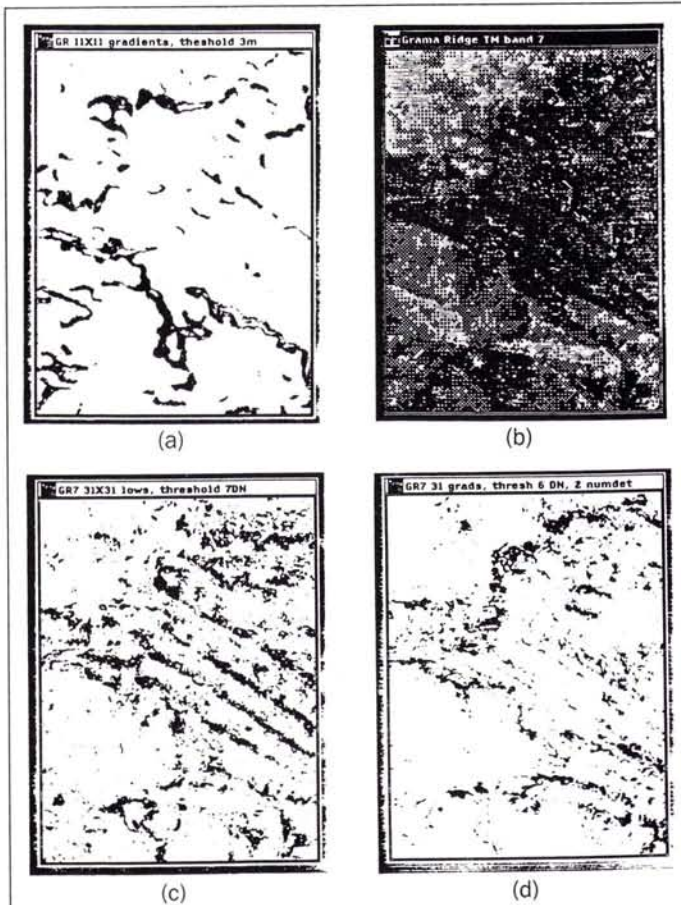 GR 11X11 gradients, theshold 3m
Grama Ridge TM band 7
(a)
(b)
GR7 31X31 lows, threshold 7DN
GR7 31 grads, thresh 6 DN, 2 numdet
(c)
(d)